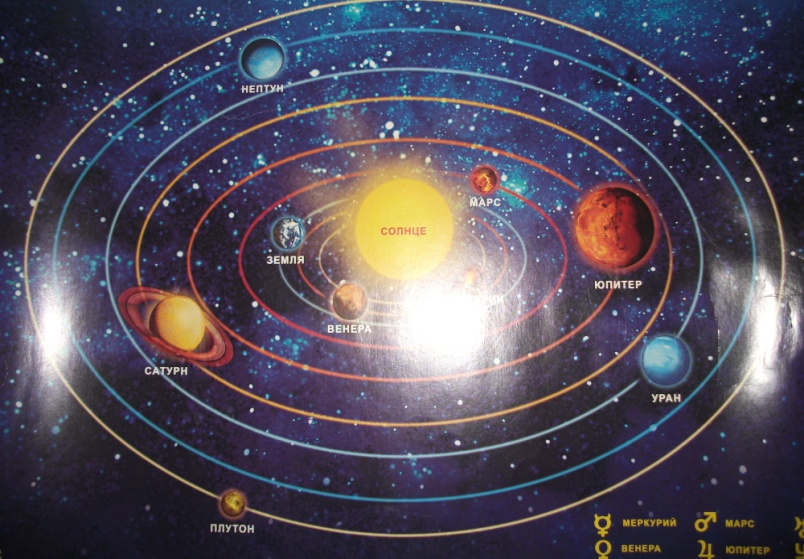 НЕПТУН
МАРС
СОЛНЦЕ
ЗЕМЛЯ
ЮПИТЕР
ВЕНЕРА
САТУРН
УРАН
ПЛУТОН
МЕРКУРИЙ
МАРС
ВЕНЕРА
ЮПИТЕР